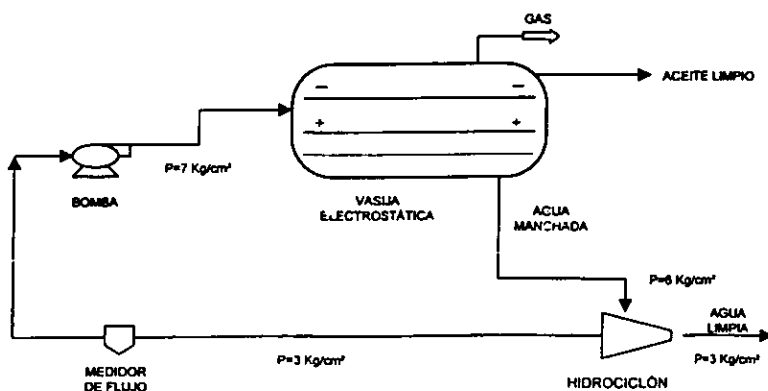 GAS
ACEITE LIMPIO
− −
+ +
P=7 Kg/cm²
BOMBA
VASIJA
ELECTROSTÁTICA
AGUA
MANCHADA
P=6 Kg/cm²
AGUA
LIMPIA
P=3 Kg/cm²
P=3 Kg/cm²
MEDIDOR
DE FLUJO
HIDROCICLÓN